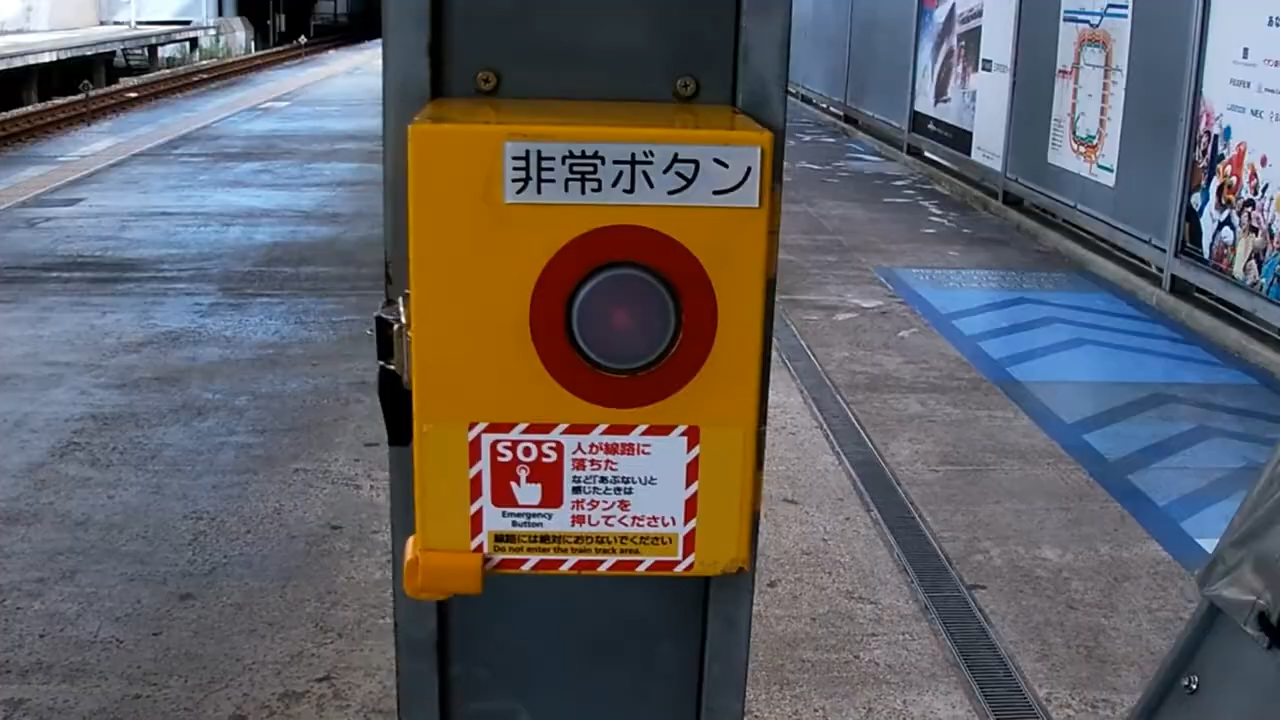 非常ボタン
SOS
Emergency
Button
人が線路に
落ちた
など「あぶない」と
感じたときは
ボタンを
押してください
線路には絶対におりないでください
Do not enter the train track area.
FUJIFILM
NEC